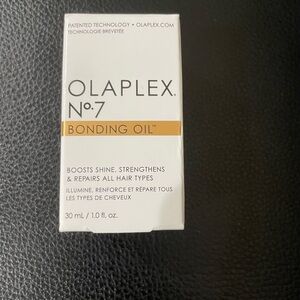 PATENTED TECHNOLOGY • OLAPLEX.COM
TECHNOLOGIE BREVETÉE
OLAPLEX.
Nº.7
BONDING OIL™
BOOSTS SHINE, STRENGTHENS
& REPAIRS ALL HAIR TYPES
ILLUMINE, RENFORCE ET RÉPARE TOUS
LES TYPES DE CHEVEUX
30 mL / 1.0 fl. oz.